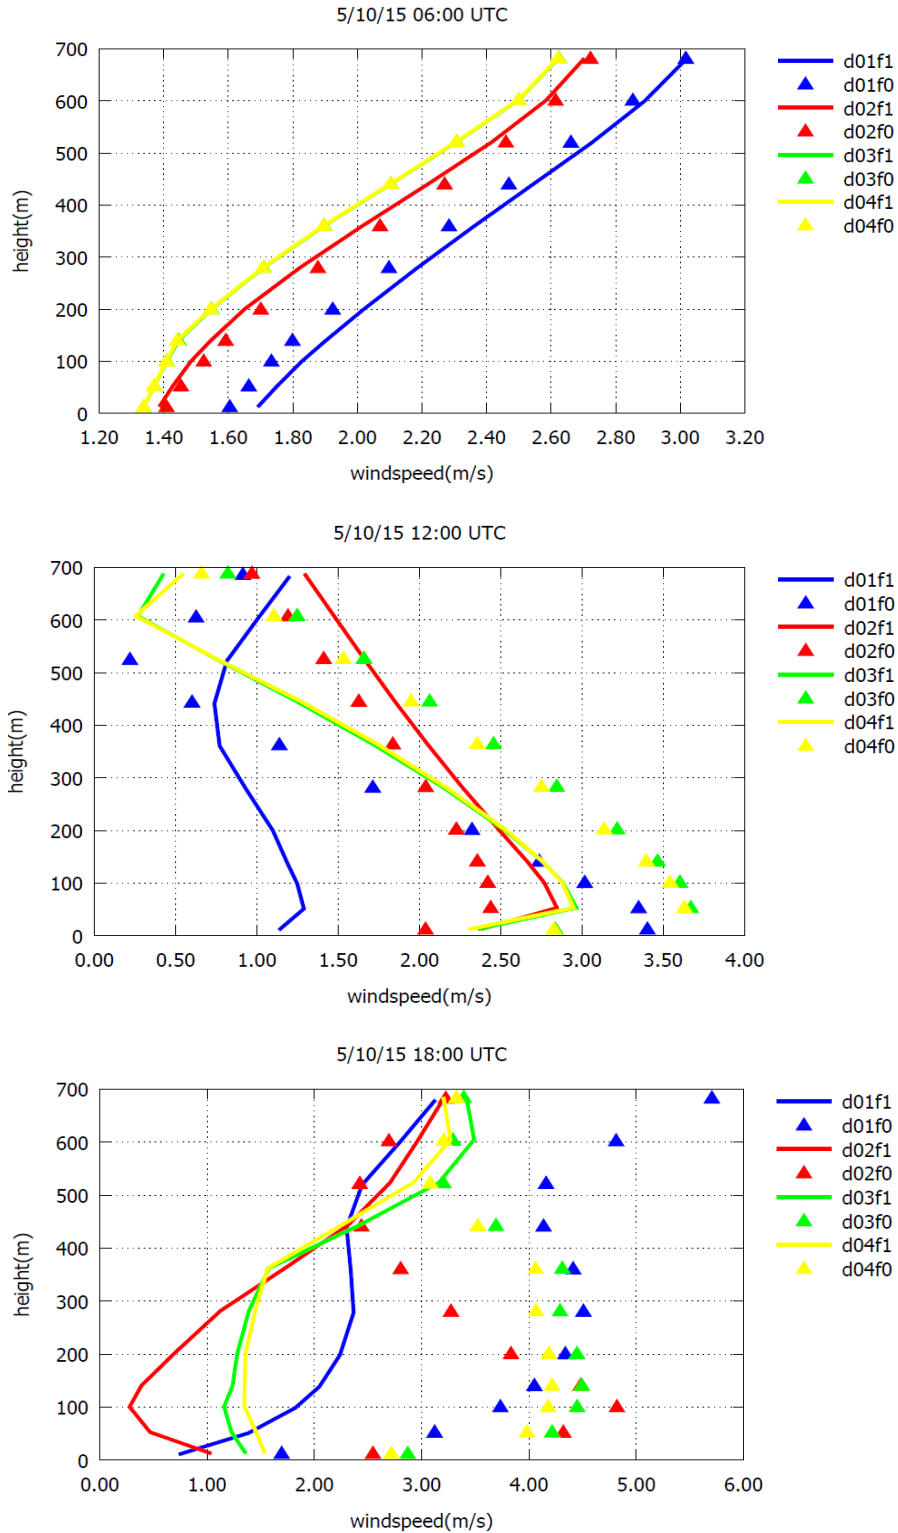 5/10/15 06:00 UTC
700
600
500
400
300
200
100
0
height(m)
1.20 1.40 1.60 1.80 2.00 2.20 2.40 2.60 2.80 3.00 3.20
windspeed(m/s)
d01f1
d01f0
d02f1
d02f0
d03f1
d03f0
d04f1
d04f0
5/10/15 12:00 UTC
700
600
500
400
300
200
100
0
height(m)
0.00 0.50 1.00 1.50 2.00 2.50 3.00 3.50 4.00
windspeed(m/s)
d01f1
d01f0
d02f1
d02f0
d03f1
d03f0
d04f1
d04f0
5/10/15 18:00 UTC
700
600
500
400
300
200
100
0
height(m)
0.00 1.00 2.00 3.00 4.00 5.00 6.00
windspeed(m/s)
d01f1
d01f0
d02f1
d02f0
d03f1
d03f0
d04f1
d04f0